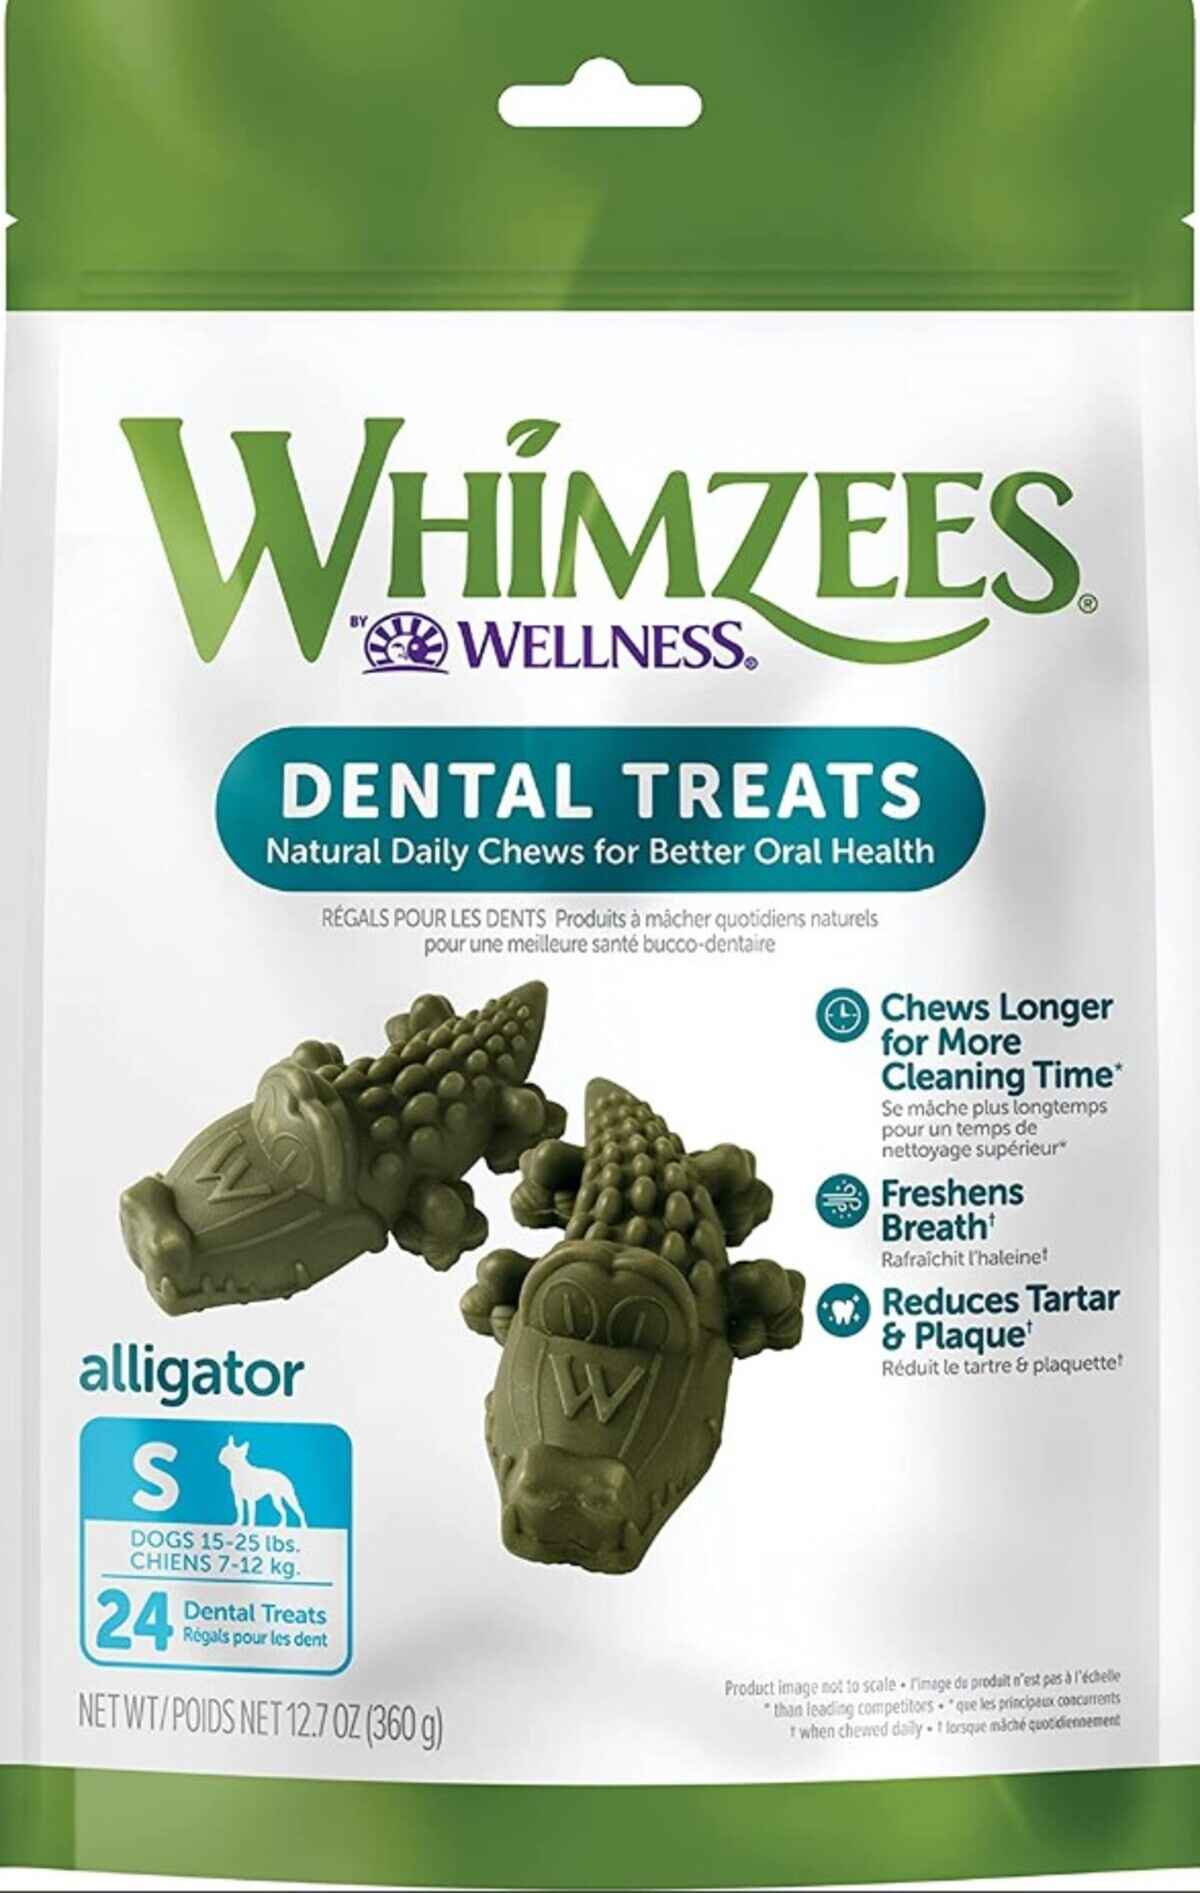 WHIMZEES®
BY WELLNESS®
DENTAL TREATS
Natural Daily Chews for Better Oral Health
RÉGALS POUR LES DENTS Produits à mâcher quotidiens naturels
pour une meilleure santé bucco-dentaire
Chews Longer
for More
Cleaning Time*
Se mâche plus longtemps
pour un temps de
nettoyage supérieur*
Freshens
Breath†
Rafraîchit l'haleine†
Reduces Tartar
& Plaque†
Réduit le tartre & plaquette†
W
W
alligator
S
DOGS 15-25 lbs.
CHIENS 7-12 kg.
24 Dental Treats
Régals pour les dent
NET WT/POIDS NET 12.7 OZ (360 g)
Product image not to scale • l'image du produit n'est pas à l'échelle
* than leading competitors • * que les principaux concurrents
† when chewed daily • † lorsque mâché quotidiennement